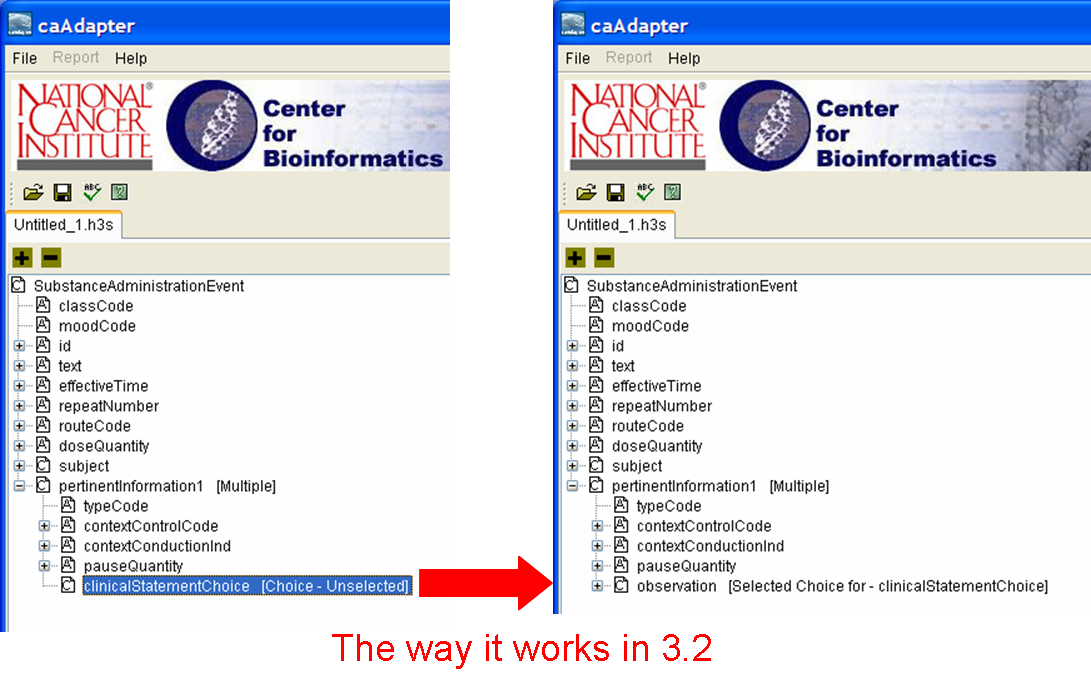 caAdapter
File Report Help
NATIONAL
CANCER
INSTITUTE
®
Center
for
Bioinformatics
ABC
?
Untitled_1.h3s
SubstanceAdministrationEvent
classCode
moodCode
id
text
effectiveTime
repeatNumber
routeCode
doseQuantity
subject
pertinentInformation1 [Multiple]
typeCode
contextControlCode
contextConductionInd
pauseQuantity
clinicalStatementChoice [Choice - Unselected]
caAdapter
File Report Help
NATIONAL
CANCER
INSTITUTE
®
Center
for
Bioinformatics
ABC
?
Untitled_1.h3s
SubstanceAdministrationEvent
classCode
moodCode
id
text
effectiveTime
repeatNumber
routeCode
doseQuantity
subject
pertinentInformation1 [Multiple]
typeCode
contextControlCode
contextConductionInd
pauseQuantity
observation [Selected Choice for - clinicalStatementChoice]
The way it works in 3.2